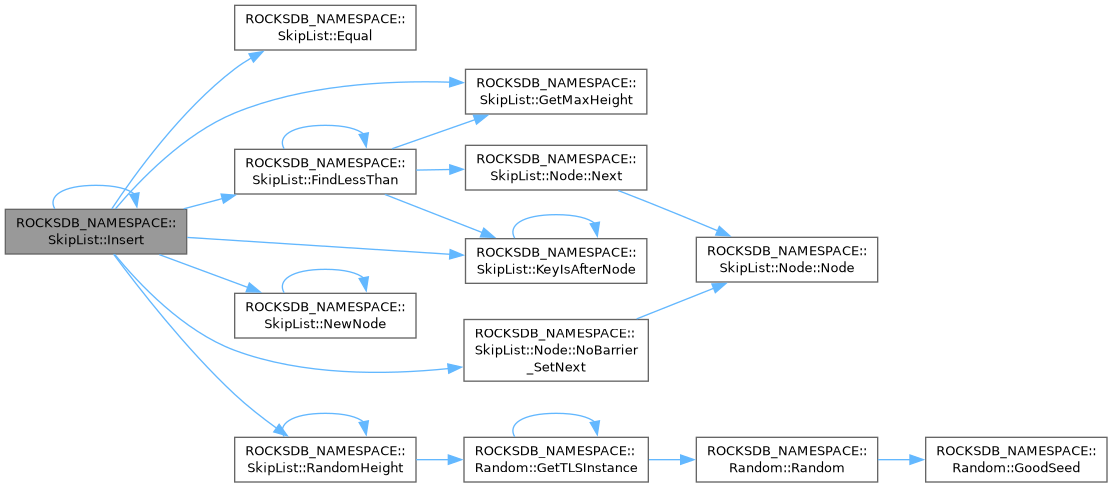 ROCKSDB_NAMESPACE::
SkipList::Insert
ROCKSDB_NAMESPACE::
SkipList::Equal
ROCKSDB_NAMESPACE::
SkipList::GetMaxHeight
ROCKSDB_NAMESPACE::
SkipList::FindLessThan
ROCKSDB_NAMESPACE::
SkipList::Node::Next
ROCKSDB_NAMESPACE::
SkipList::KeyIsAfterNode
ROCKSDB_NAMESPACE::
SkipList::Node::Node
ROCKSDB_NAMESPACE::
SkipList::NewNode
ROCKSDB_NAMESPACE::
SkipList::Node::NoBarrier
_SetNext
ROCKSDB_NAMESPACE::
SkipList::RandomHeight
ROCKSDB_NAMESPACE::
Random::GetTLSInstance
ROCKSDB_NAMESPACE::
Random::Random
ROCKSDB_NAMESPACE::
Random::GoodSeed